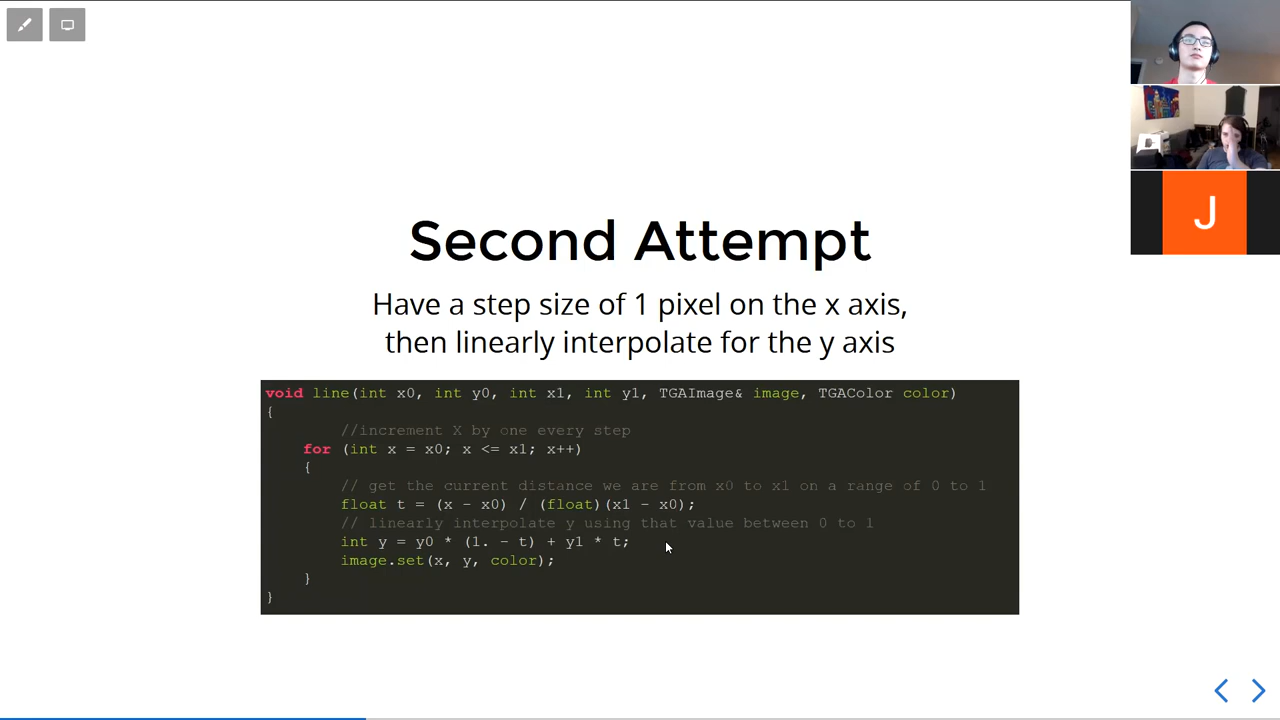 Second Attempt
Have a step size of 1 pixel on the x axis,
then linearly interpolate for the y axis
void line(int x0, int y0, int x1, int y1, TGAImage& image, TGAColor color)
{
//increment X by one every step
for (int x = x0; x <= x1; x++)
{
// get the current distance we are from x0 to x1 on a range of 0 to 1
float t = (x - x0) / (float)(x1 - x0);
// linearly interpolate y using that value between 0 to 1
int y = y0 * (1. - t) + y1 * t;
image.set(x, y, color);
}
}
J